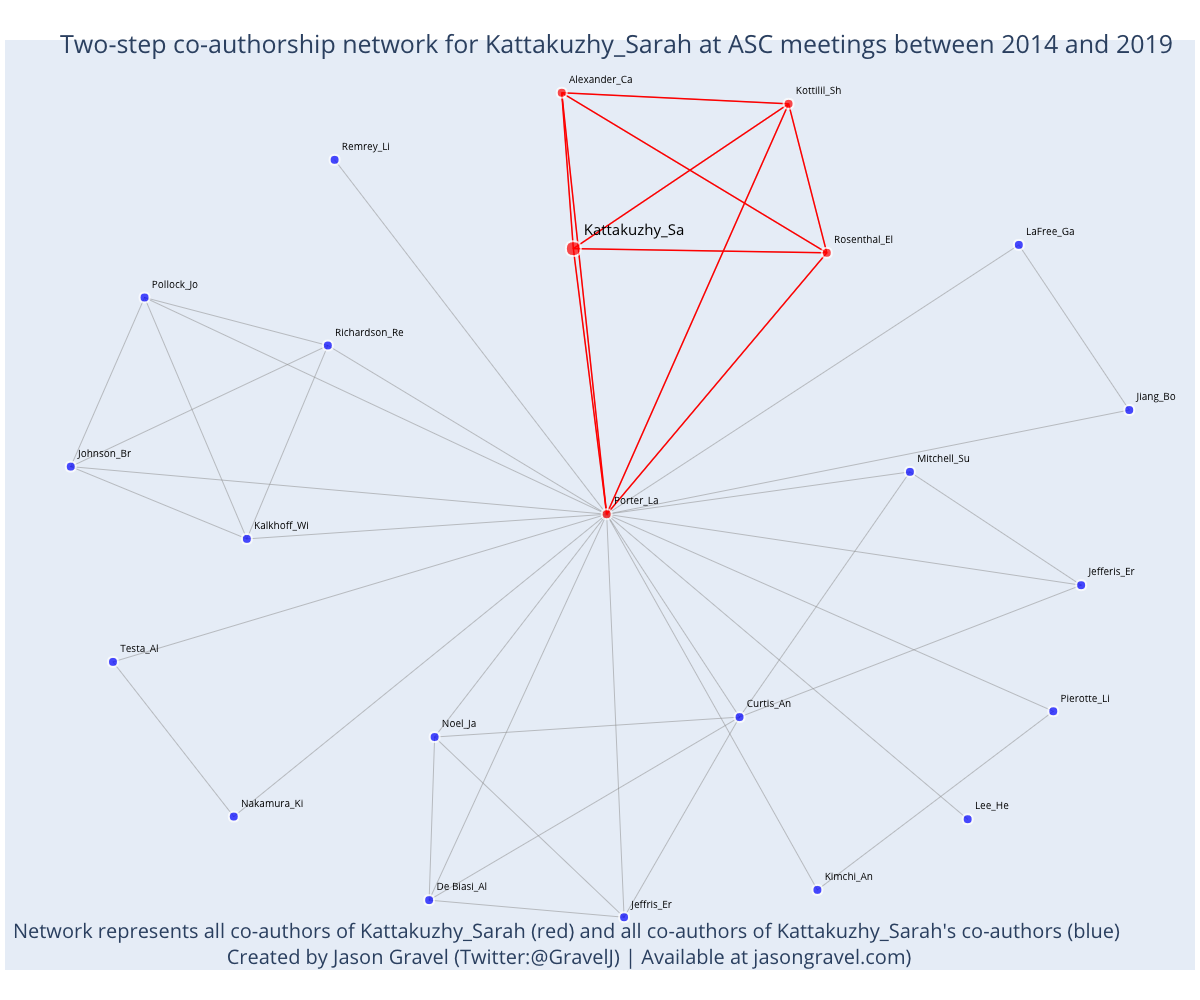 Two-step co-authorship network for Kattakuzhy_Sarah at ASC meetings between 2014 and 2019
Alexander_Ca
Kottilil_Sh
Remrey_Li
Kattakuzhy_Sa
Rosenthal_El
LaFree_Ga
Pollock_Jo
Richardson_Re
Jiang_Bo
Johnson_Br
Mitchell_Su
Porter_La
Kalkhoff_Wi
Jefferis_Er
Testa_Al
Pierotte_Li
Curtis_An
Noel_Ja
Nakamura_Ki
Lee_He
Kimchi_An
De Biasi_Al
Jeffris_Er
Network represents all co-authors of Kattakuzhy_Sarah (red) and all co-authors of Kattakuzhy_Sarah's co-authors (blue)
Created by Jason Gravel (Twitter:@GravelJ) | Available at jasongravel.com)